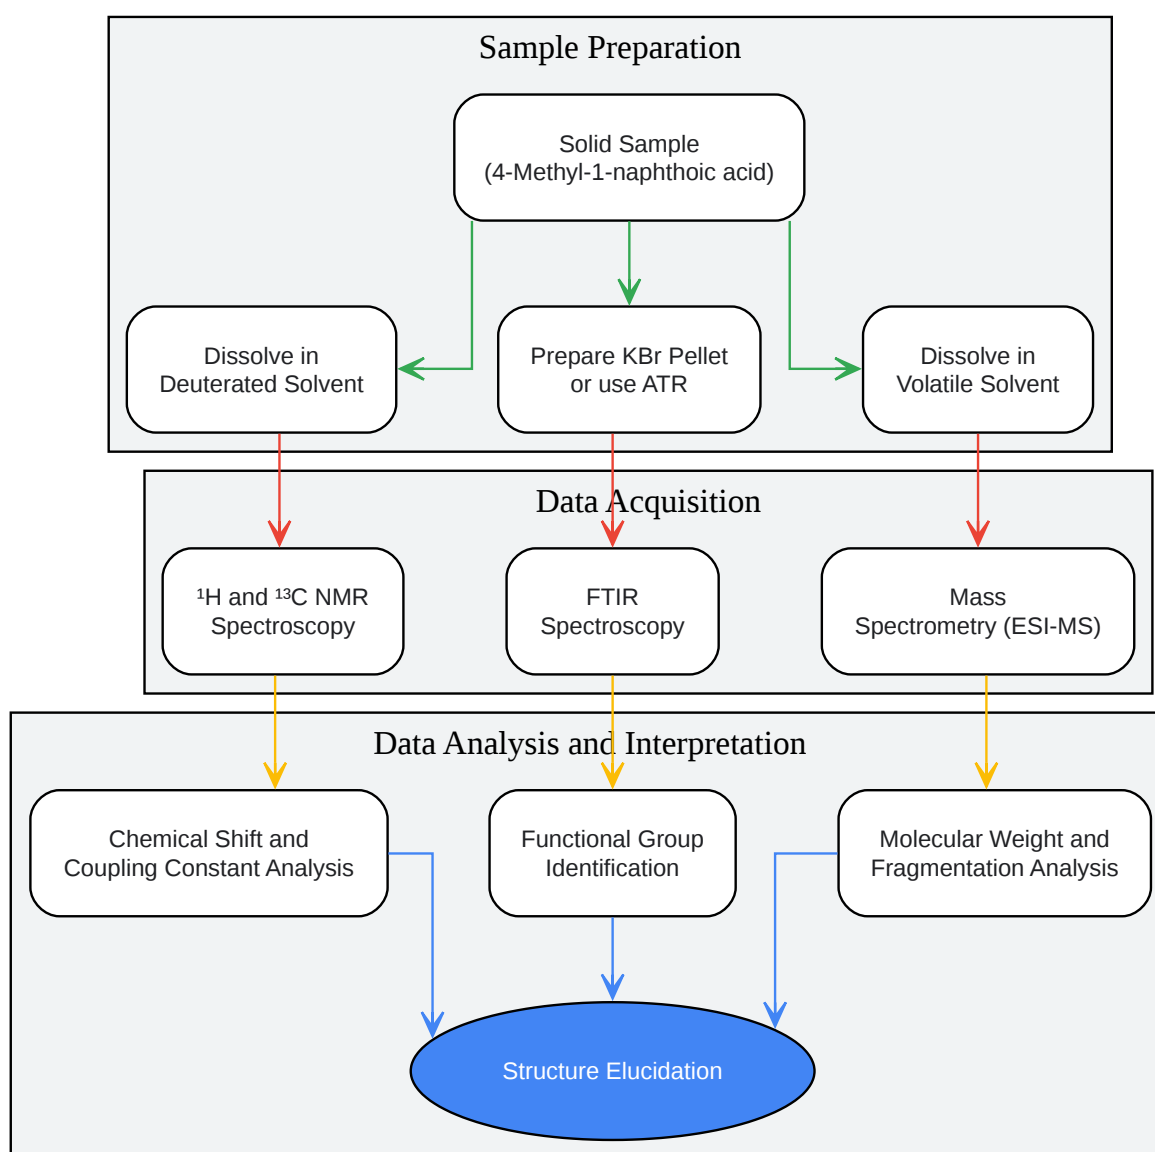 Sample Preparation
Solid Sample
(4-Methyl-1-naphthoic acid)
Dissolve in
Deuterated Solvent
Prepare KBr Pellet
or use ATR
Dissolve in
Volatile Solvent
Data Acquisition
¹H and ¹³C NMR
Spectroscopy
FTIR
Spectroscopy
Mass
Spectrometry (ESI-MS)
Data Analysis and Interpretation
Chemical Shift and
Coupling Constant Analysis
Functional Group
Identification
Molecular Weight and
Fragmentation Analysis
Structure Elucidation